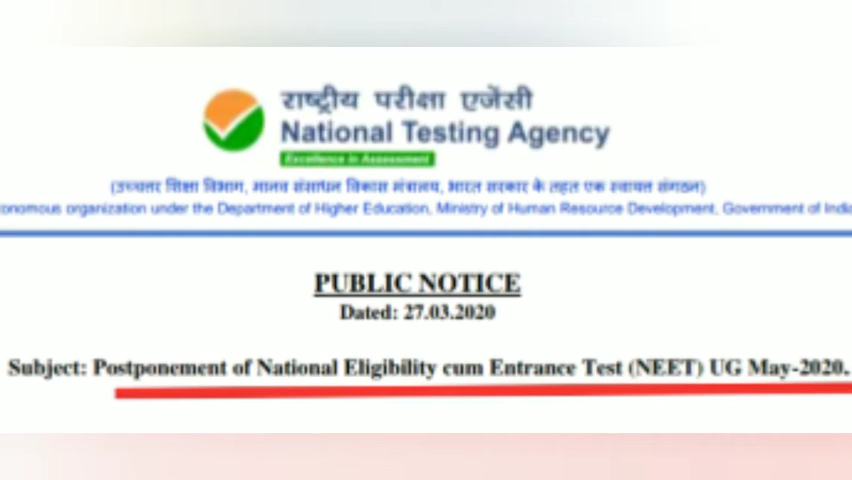 राष्ट्रीय परीक्षा एजेंसी
National Testing Agency
Excellence in Assessment
(उच्चतर शिक्षा विभाग, मानव संसाधन विकास मंत्रालय, भारत सरकार के तहत एक स्वायत्त संगठन)
onomous organization under the Department of Higher Education, Ministry of Human Resource Development, Government of India
PUBLIC NOTICE
Dated: 27.03.2020
Subject: Postponement of National Eligibility cum Entrance Test (NEET) UG May-2020.